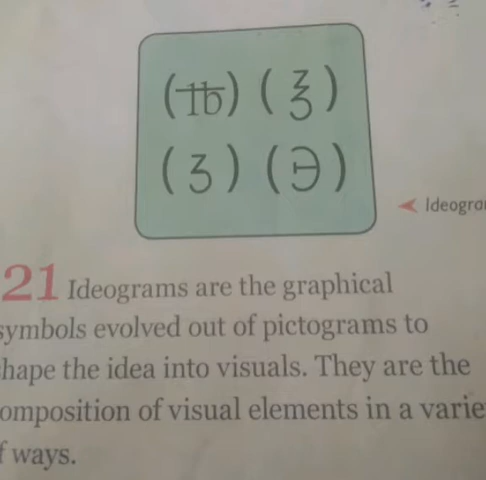 (℔) (℥)
(ʒ) (℈)
Ideogra
21 Ideograms are the graphical
symbols evolved out of pictograms to
shape the idea into visuals. They are the
omposition of visual elements in a varie
f ways.